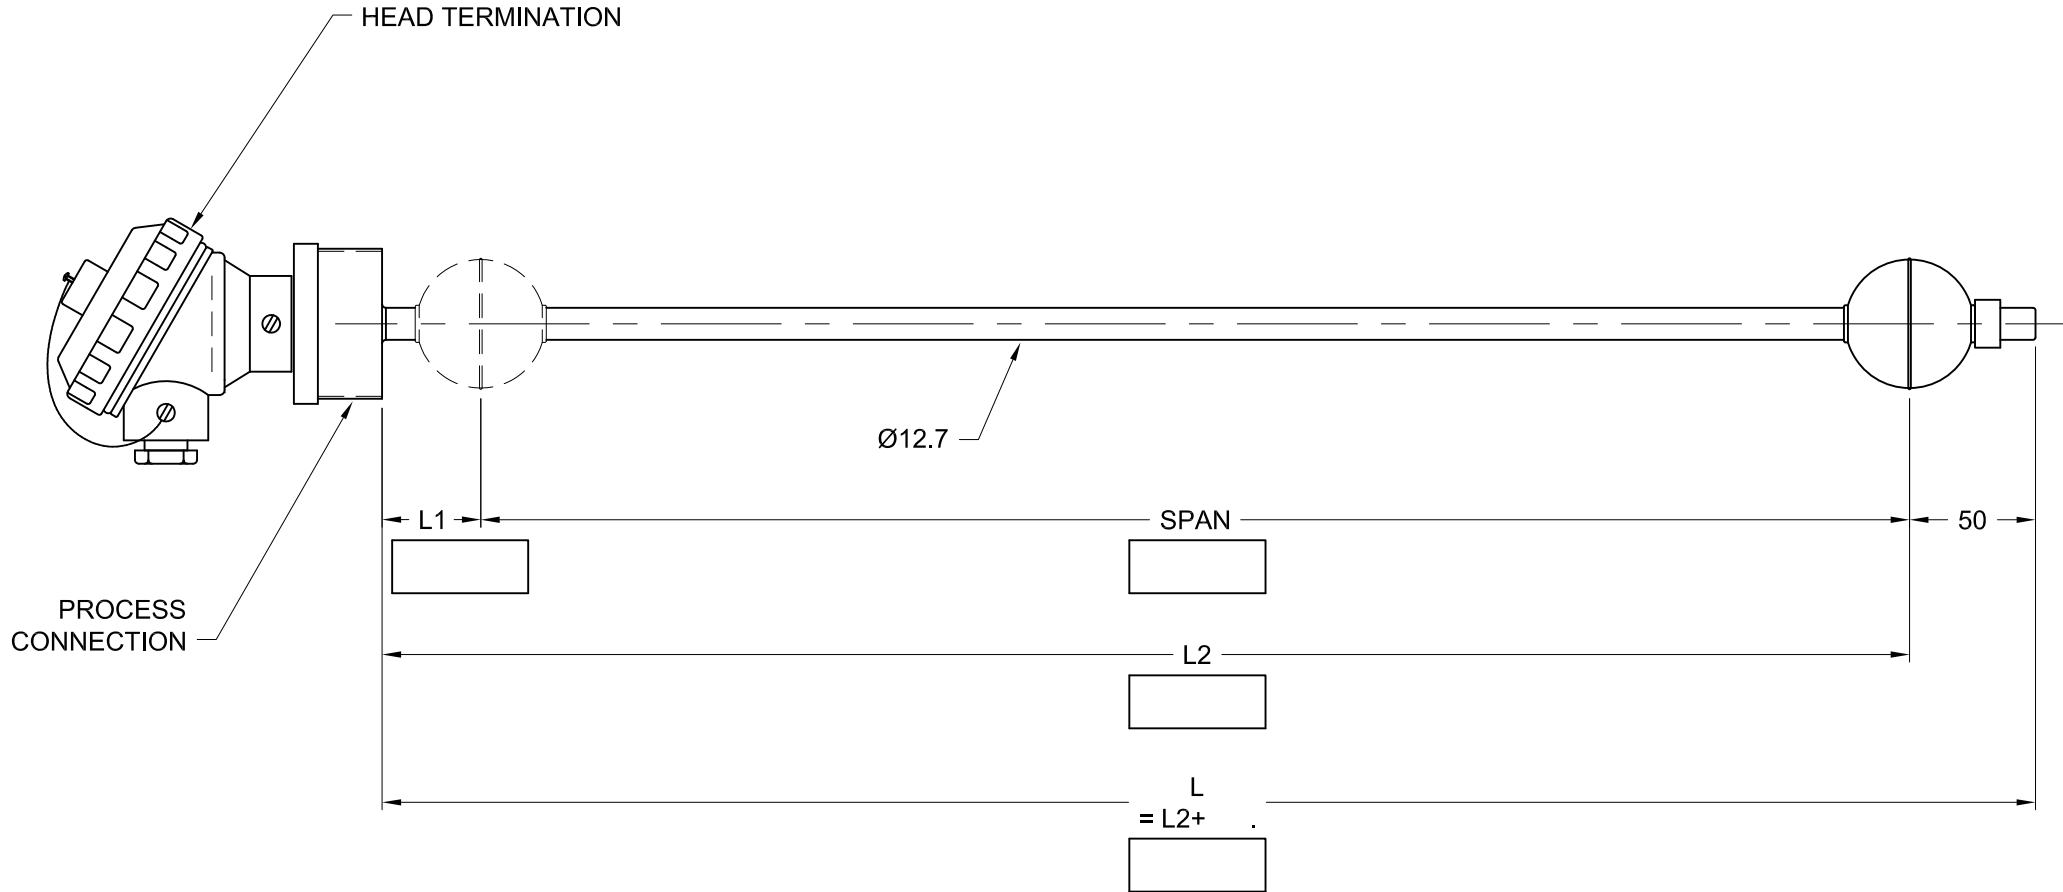 HEAD TERMINATION
Ø12.7
L1
SPAN
50
PROCESS
CONNECTION
L2
L
= L2+ .